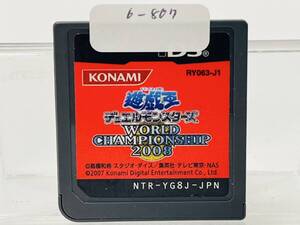 6-807
DS
KONAMI
RY063-J1
遊戯王
デュエルモンスターズ
WORLD
CHAMPIONSHIP
2008
©高橋和希 スタジオ・ダイス/集英社・テレビ東京・NAS
©2007 Konami Digital Entertainment Co., Ltd.
NTR-YG8J-JPN